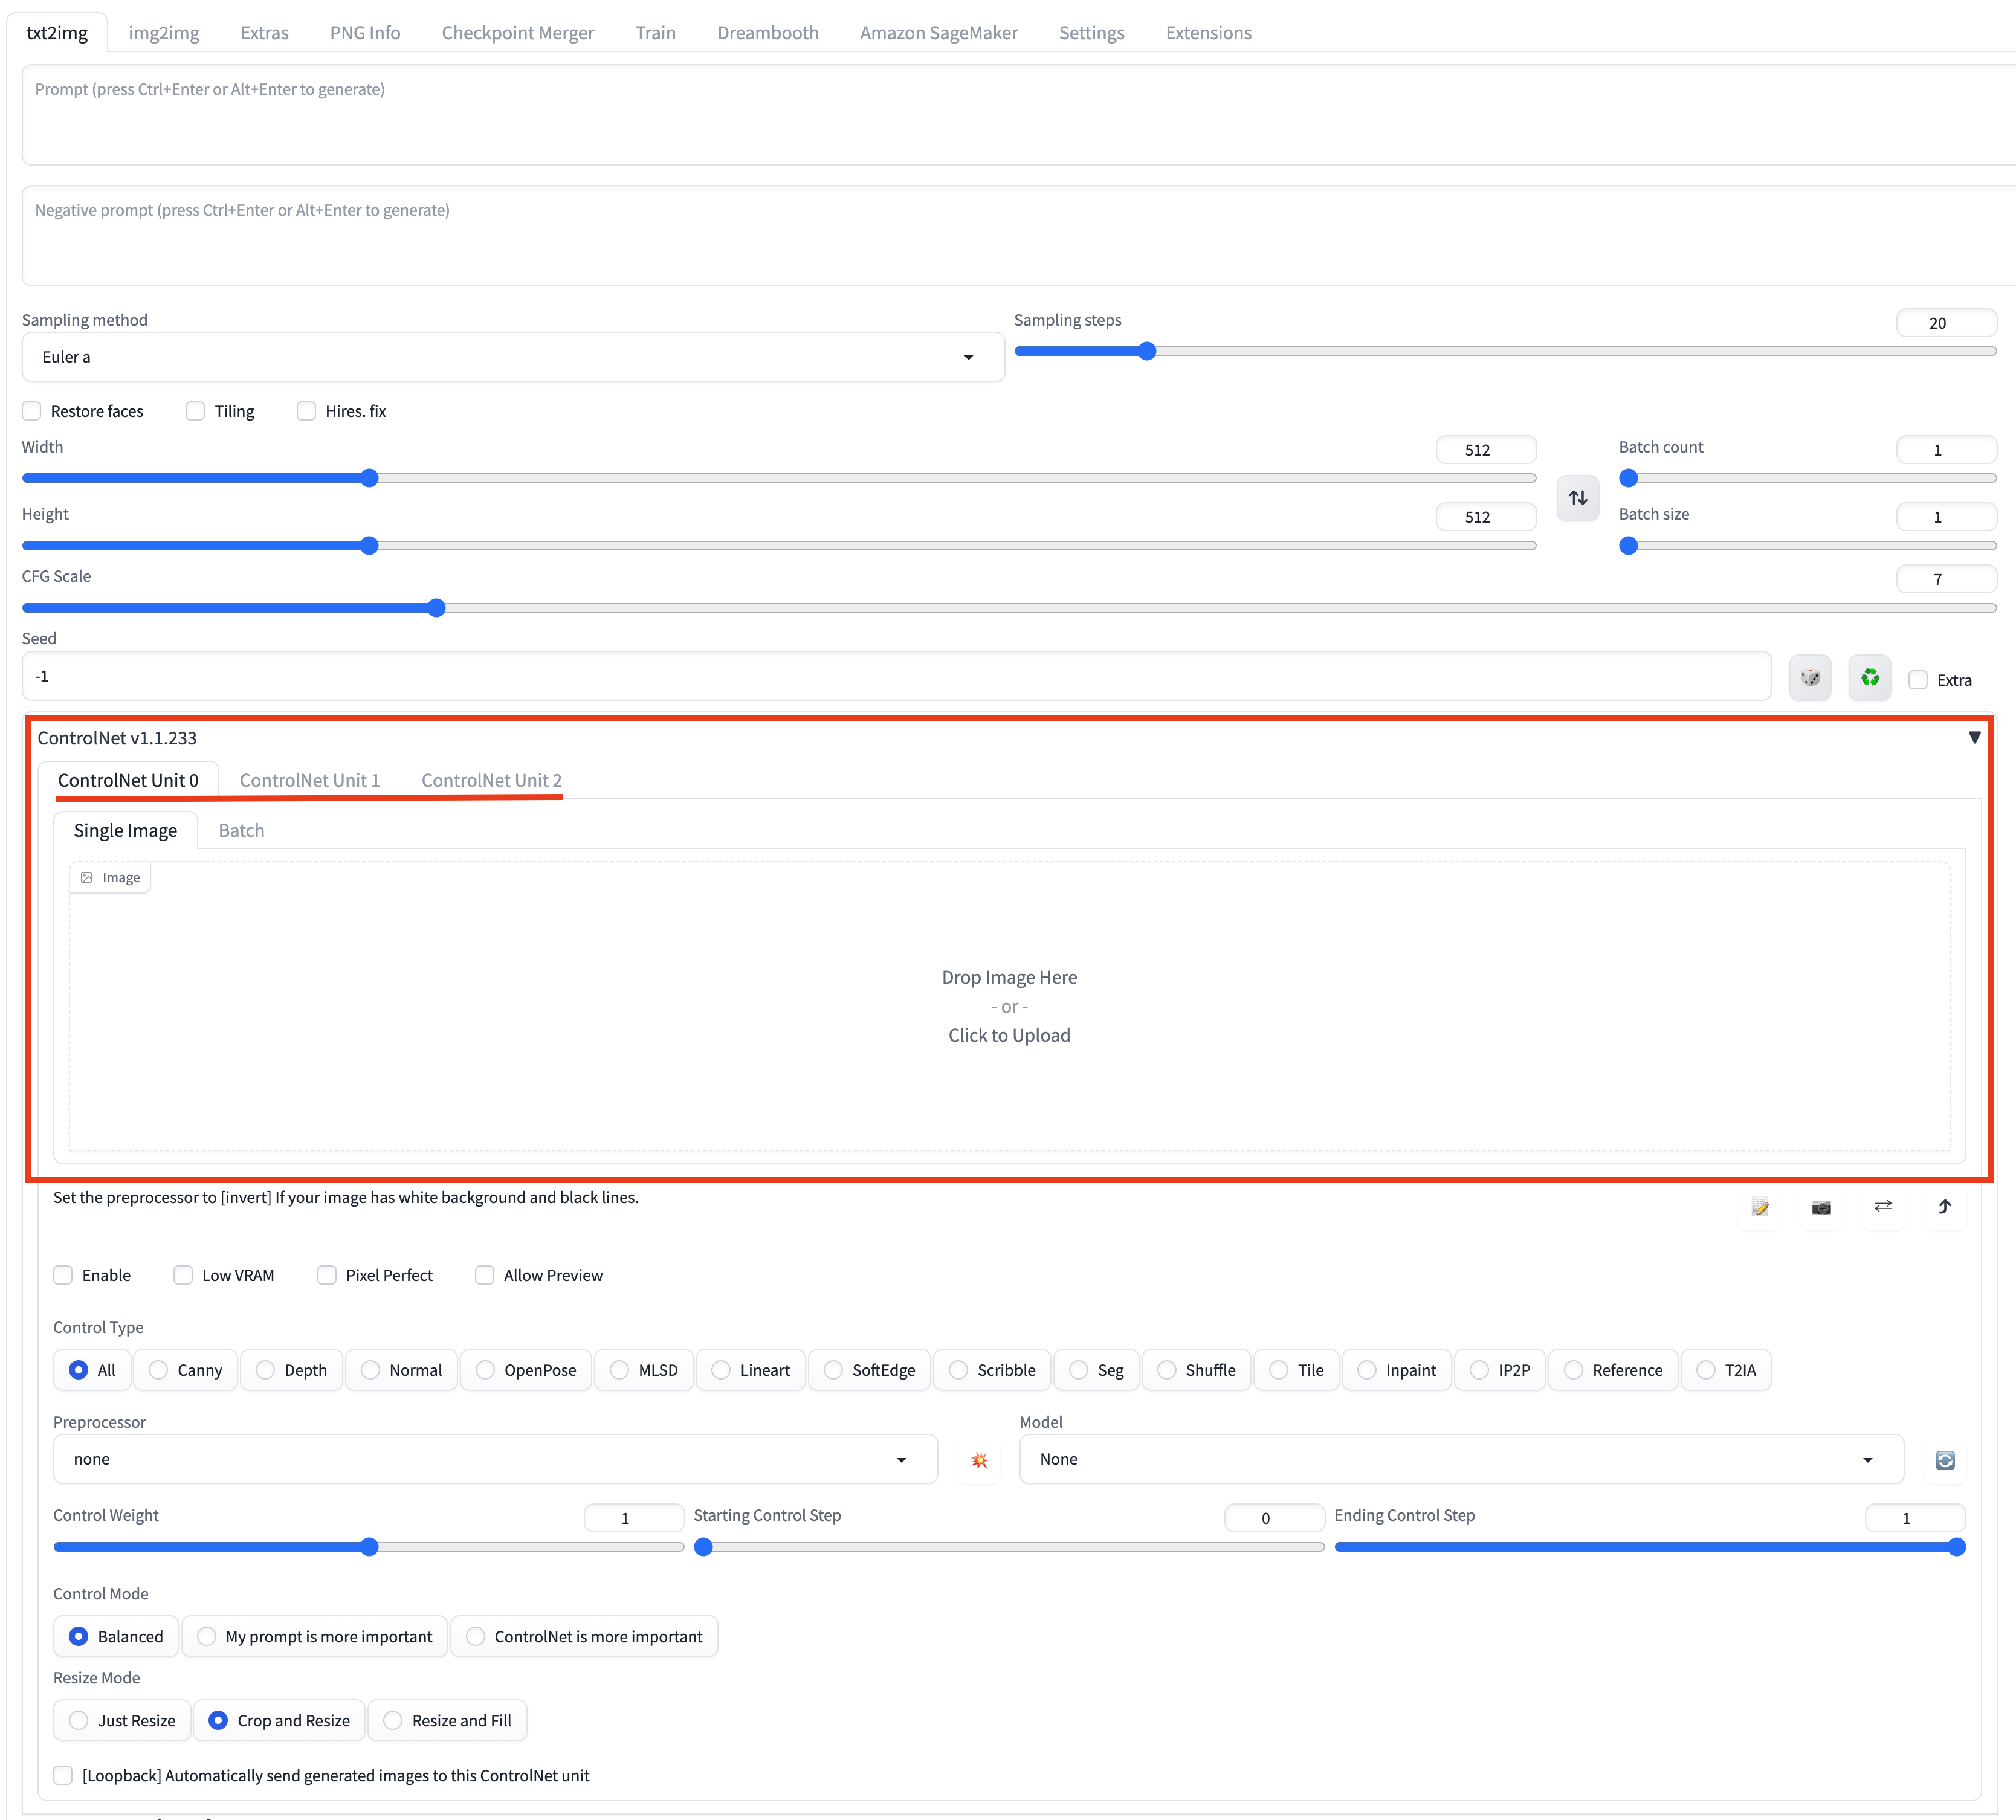 txt2img img2img Extras PNG Info Checkpoint Merger Train Dreambooth Amazon SageMaker Settings Extensions
Prompt (press Ctrl+Enter or Alt+Enter to generate)
Negative prompt (press Ctrl+Enter or Alt+Enter to generate)
Sampling method
Euler a
Sampling steps 20
Restore faces Tiling Hires. fix
Width 512
Batch count 1
Height 512
Batch size 1
CFG Scale 7
Seed
-1
Extra
ControlNet v1.1.233
ControlNet Unit 0 ControlNet Unit 1 ControlNet Unit 2
Single Image Batch
Image
Drop Image Here
- or -
Click to Upload
Set the preprocessor to [invert] If your image has white background and black lines.
Enable Low VRAM Pixel Perfect Allow Preview
Control Type
All Canny Depth Normal OpenPose MLSD Lineart SoftEdge Scribble Seg Shuffle Tile Inpaint IP2P Reference T2IA
Preprocessor
none
Model
None
Control Weight 1 Starting Control Step 0 Ending Control Step 1
Control Mode
Balanced My prompt is more important ControlNet is more important
Resize Mode
Just Resize Crop and Resize Resize and Fill
[Loopback] Automatically send generated images to this ControlNet unit